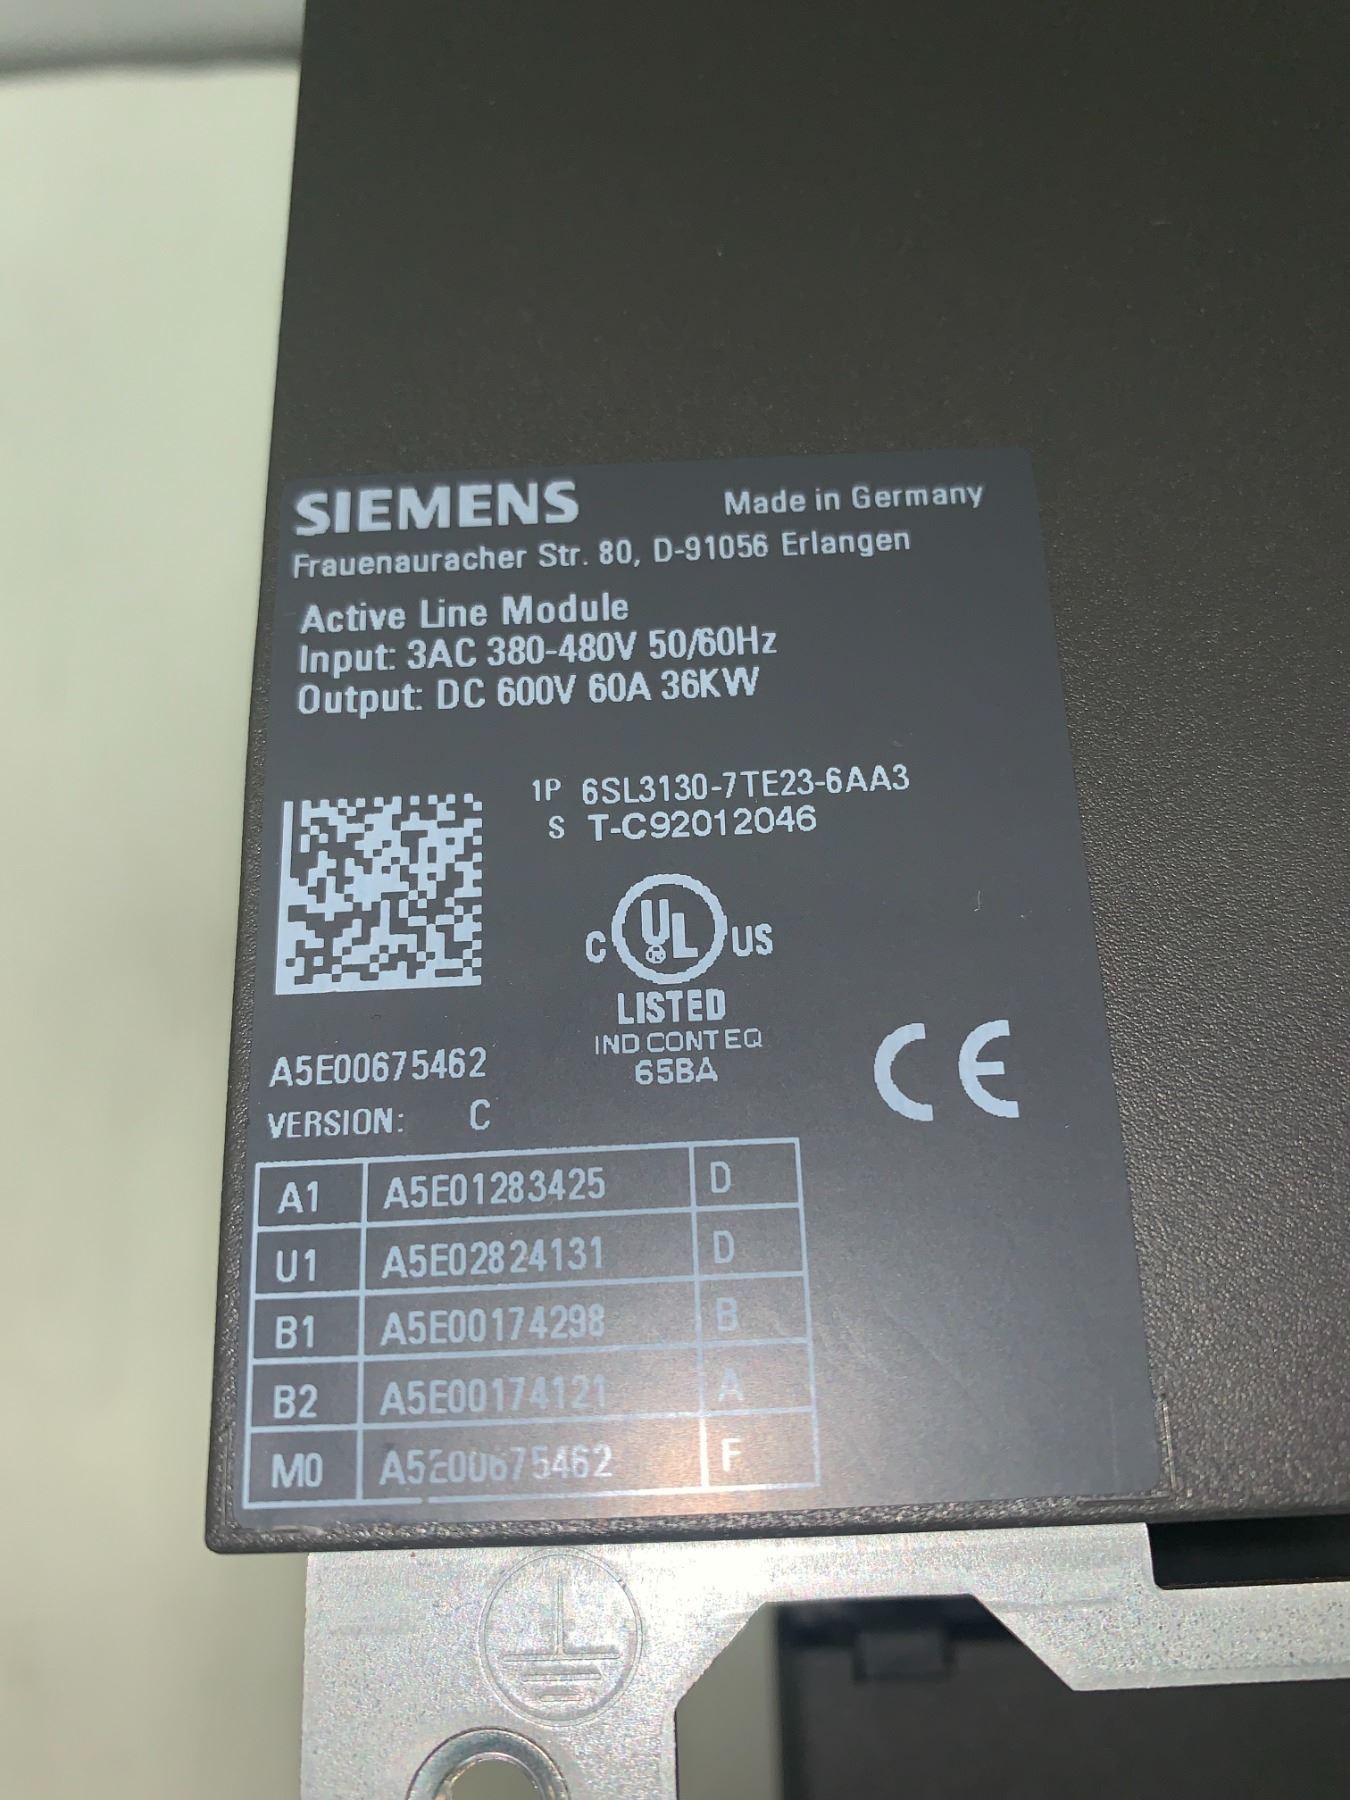 SIEMENS Made in Germany
Frauenauracher Str. 80, D-91056 Erlangen
Active Line Module
Input: 3AC 380-480V 50/60Hz
Output: DC 600V 60A 36KW
1P 6SL3130-7TE23-6AA3
S T-C92012046
C UL US
LISTED
IND.CONT.EQ
65BA
CE
A5E00675462
VERSION: C
A1 A5E01283425 D
U1 A5E02824131 D
B1 A5E00174298 B
B2 A5E00174121 A
M0 A5E00675462 F